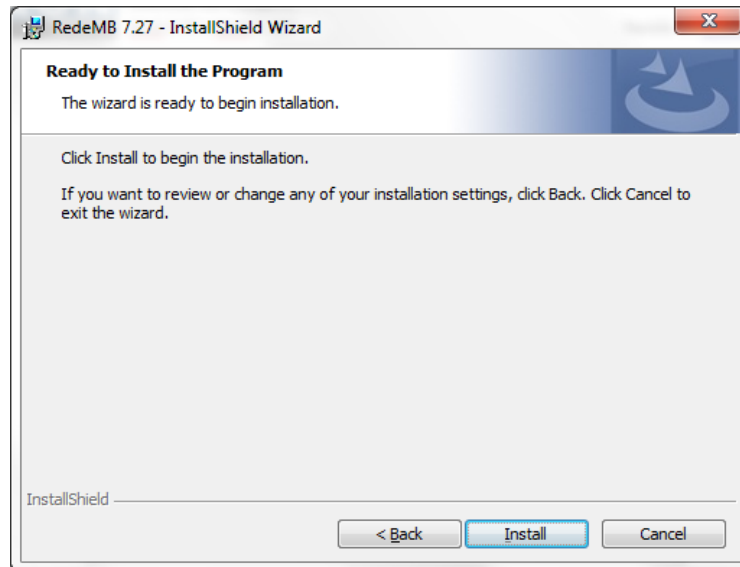 RedeMB 7.27 - InstallShield Wizard
Ready to Install the Program
The wizard is ready to begin installation.
Click Install to begin the installation.
If you want to review or change any of your installation settings, click Back. Click Cancel to
exit the wizard.
InstallShield
< Back
Install
Cancel